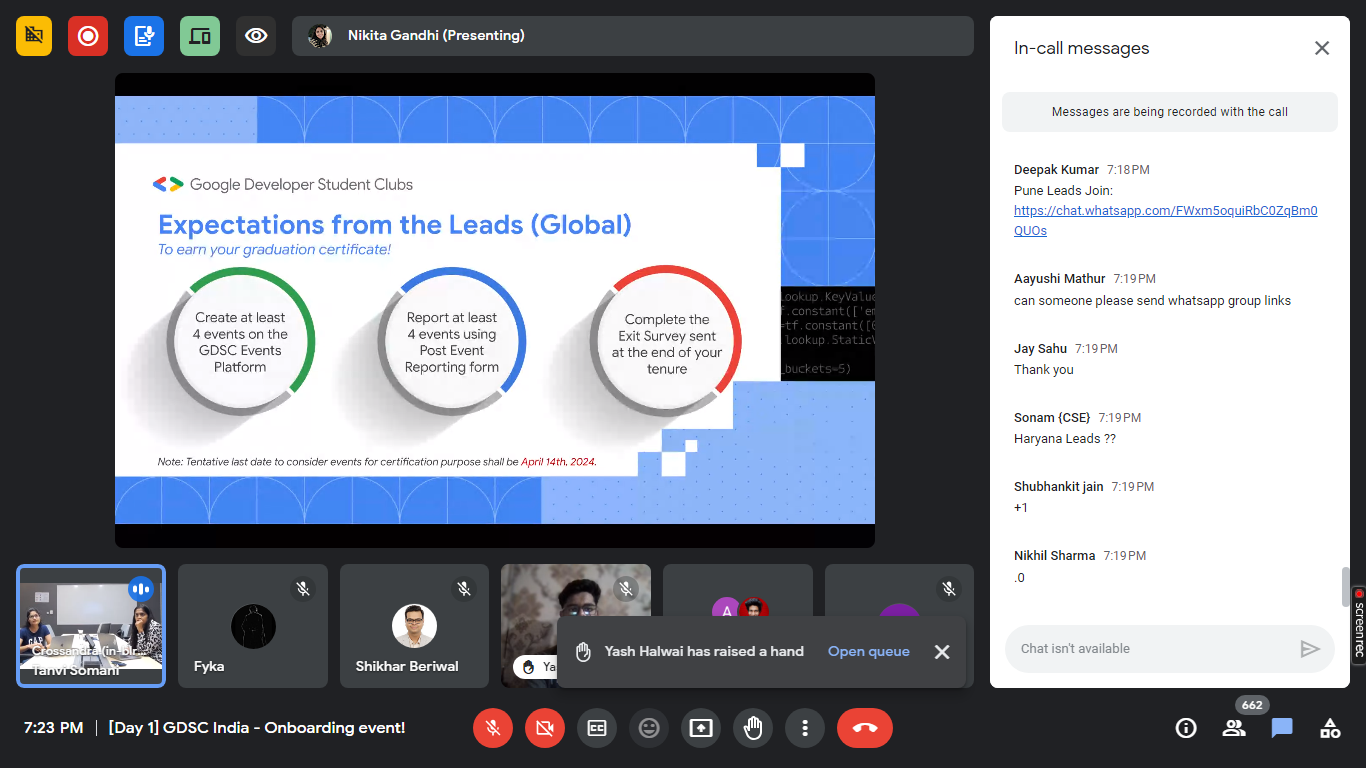 Nikita Gandhi (Presenting)
Google Developer Student Clubs
Expectations from the Leads (Global)
To earn your graduation certificate!
Create at least
4 events on the
GDSC Events
Platform
Report at least
4 events using
Post Event
Reporting form
Complete the
Exit Survey sent
at the end of your
tenure
lookup.KeyValue
tf.constant(['em
=tf.constant([
lookup.StaticV
_buckets=5)
Note: Tentative last date to consider events for certification purpose shall be April 14th, 2024.
Crossandra (in-blr...
Tanvi Somani
Fyka
Shikhar Beriwal
Ya
A
Yash Halwai has raised a hand
Open queue
7:23 PM | [Day 1] GDSC India - Onboarding event!
CC
662
In-call messages
Messages are being recorded with the call
Deepak Kumar 7:18 PM
Pune Leads Join:
https://chat.whatsapp.com/FWxm5oquiRbC0ZqBm0
QUOs
Aayushi Mathur 7:19 PM
can someone please send whatsapp group links
Jay Sahu 7:19 PM
Thank you
Sonam {CSE} 7:19 PM
Haryana Leads ??
Shubhankit jain 7:19 PM
+1
Nikhil Sharma 7:19 PM
.0
Chat isn't available
screenrec